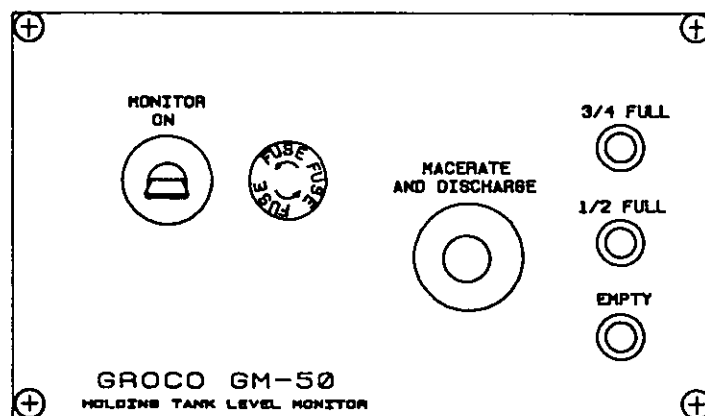 MONITOR
ON
FUSE FUSE FUSE
MACERATE
AND DISCHARGE
3/4 FULL
1/2 FULL
EMPTY
GROCO GM-50
HOLDING TANK LEVEL MONITOR